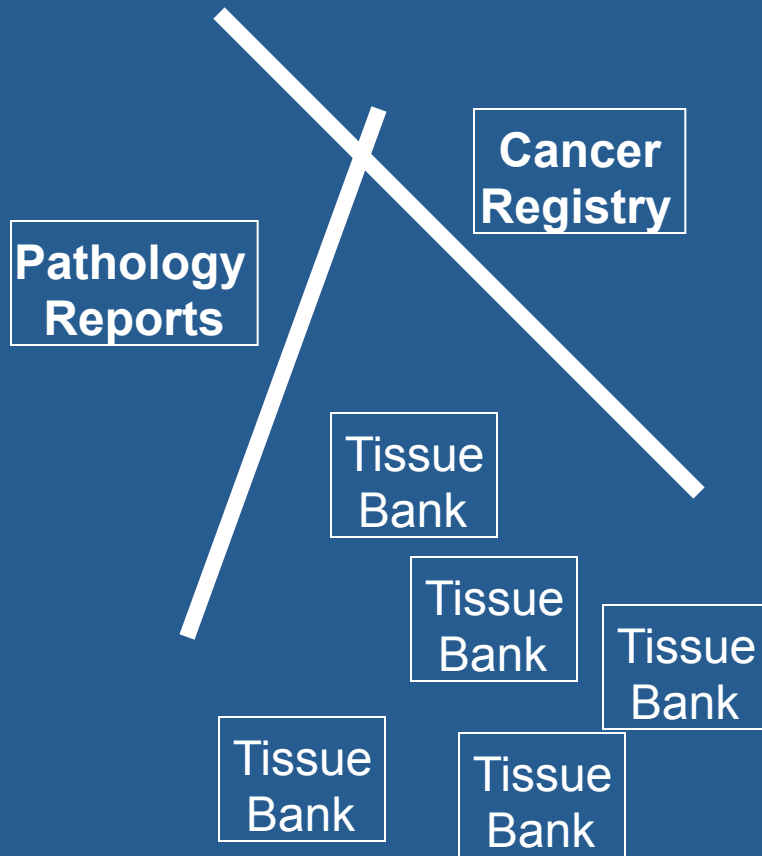 Cancer
Registry
Pathology
Reports
Tissue
Bank
Tissue
Bank
Tissue
Bank
Tissue
Bank
Tissue
Bank